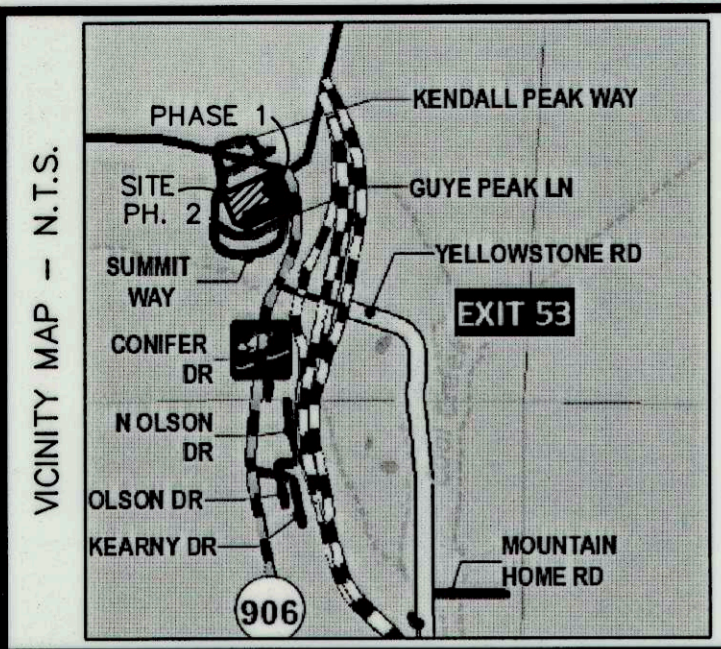 VICINITY MAP - N.T.S.
KENDALL PEAK WAY
PHASE 1
SITE
PH. 2
GUYE PEAK LN
SUMMIT
WAY
YELLOWSTONE RD
EXIT 53
CONIFER
DR
N OLSON
DR
OLSON DR
KEARNY DR
MOUNTAIN
HOME RD
906